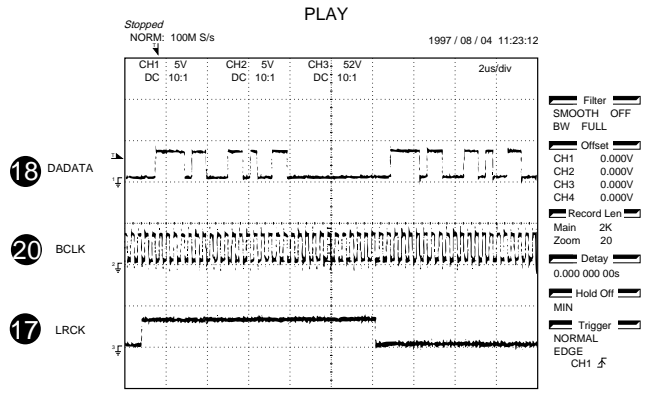 PLAY
Stopped
NORM: 100M S/s
1997 / 08 / 04 11:23:12
CH1 5V CH2 5V CH3 52V 2us/div
DC 10:1 DC 10:1 DC 10:1
18 DADATA
20 BCLK
17 LRCK
Filter
SMOOTH OFF
BW FULL
Offset
CH1 0.000V
CH2 0.000V
CH3 0.000V
CH4 0.000V
Record Len
Main 2K
Zoom 20
Detay
0.000 000 00s
Hold Off
MIN
Trigger
NORMAL
EDGE
CH1